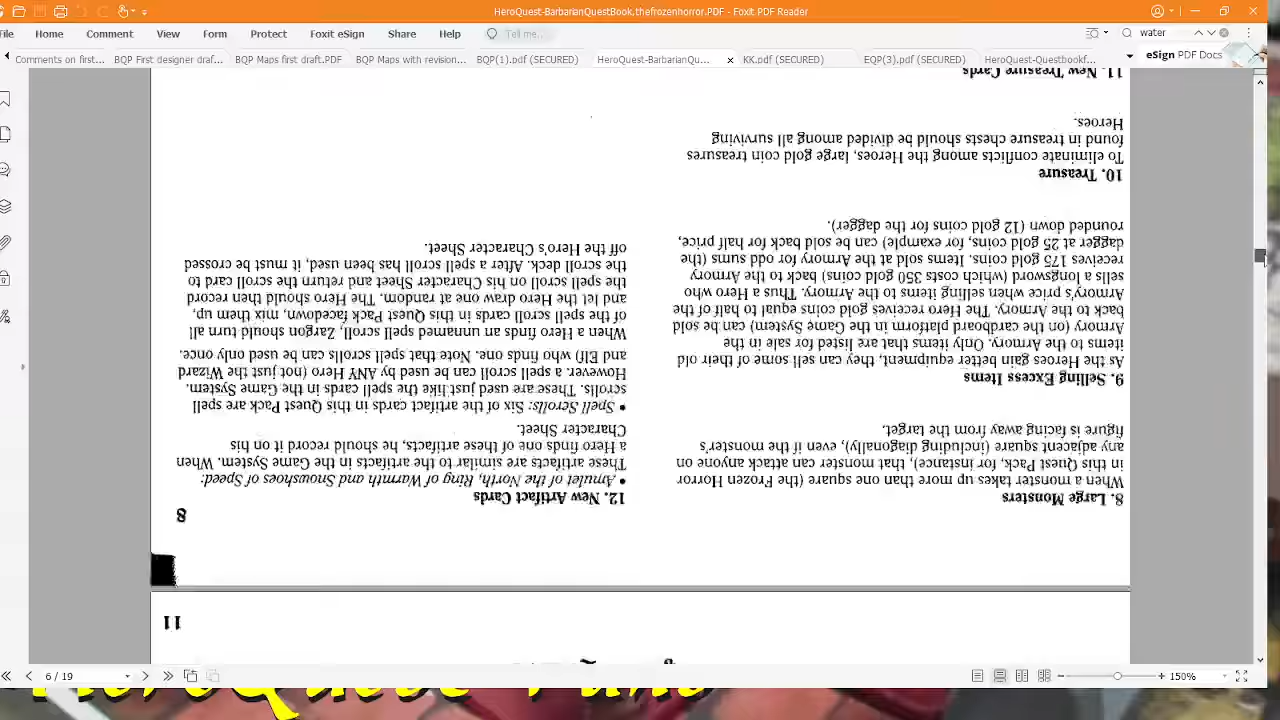 HeroQuest-BarbarianQuestBook.thefrozenhorror.PDF - Foxit PDF Reader
ile Home Comment View Form Protect Foxit eSign Share Help Tell me... water
Comments on first... BQP First designer draf... BQP Maps first draft.PDF BQP Maps with revision... BQP(1).pdf (SECURED) HeroQuest-BarbarianQu... KK.pdf (SECURED) EQP(3).pdf (SECURED) HeroQuest-Questbookf... eSign PDF Docs
11
8
8. Large Monsters
When a monster takes up more than one square (the Frozen Horror
in this Quest Pack, for instance), that monster can attack anyone on
any adjacent square (including diagonally), even if the monster's
figure is facing away from the target.
9. Selling Excess Items
As the Heroes gain better equipment, they can sell some of their old
items to the Armory. Only items that are listed for sale in the
Armory (on the cardboard platform in the Game System) can be sold
back to the Armory. The Hero receives gold coins equal to half of the
Armory's price when selling items to the Armory. Thus a Hero who
sells a longsword (which costs 350 gold coins) back to the Armory
receives 175 gold coins. Items sold at the Armory for odd sums (the
dagger at 25 gold coins, for example) can be sold back for half price,
rounded down (12 gold coins for the dagger).
10. Treasure
To eliminate conflicts among the Heroes, large gold coin treasures
found in treasure chests should be divided among all surviving
Heroes.
11. New Treasure Cards
12. New Artifact Cards
• Amulet of the North, Ring of Warmth and Snowshoes of Speed:
These artifacts are similar to the artifacts in the Game System. When
a Hero finds one of these artifacts, he should record it on his
Character Sheet.
• Spell Scrolls: Six of the artifact cards in this Quest Pack are spell
scrolls. These are used just like the spell cards in the Game System.
However, a spell scroll can be used by ANY Hero (not just the Wizard
and Elf) who finds one. Note that spell scrolls can be used only once.
When a Hero finds an unnamed spell scroll, Zargon should turn all
of the spell scroll cards in this Quest Pack facedown, mix them up,
and let the Hero draw one at random. The Hero should then record
the spell scroll on his Character Sheet and return the scroll card to
the scroll deck. After a spell scroll has been used, it must be crossed
off the Hero's Character Sheet.
6 / 19 150%